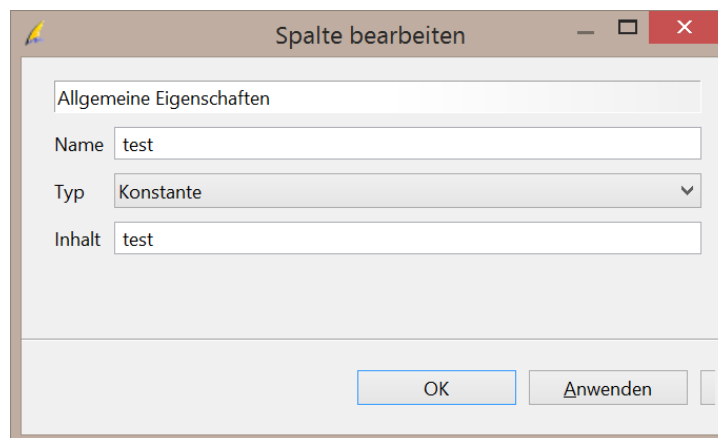 Spalte bearbeiten
Allgemeine Eigenschaften
Name test
Typ Konstante
Inhalt test
OK Anwenden